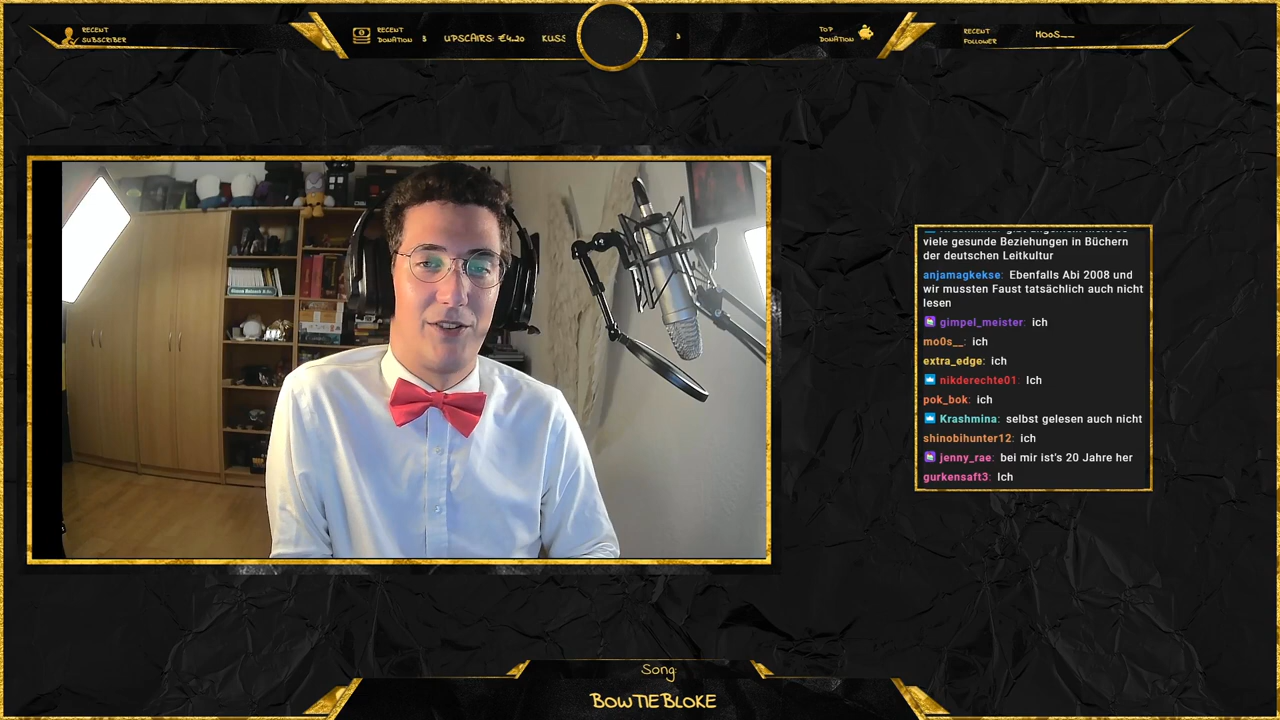 RECENT
SUBSCRIBER
RECENT
DONATION
UPSCAIRS: €4.20 KUSS
TOP
DONATION
RECENT
FOLLOWER
MO0S__
viele gesunde Beziehungen in Büchern
der deutschen Leitkultur
anjamagkekse: Ebenfalls Abi 2008 und
wir mussten Faust tatsächlich auch nicht
lesen
gimpel_meister: ich
mo0s__: ich
extra_edge: ich
nikderechte01: Ich
pok_bok: ich
Krashmina: selbst gelesen auch nicht
shinobihunter12: ich
jenny_rae: bei mir ist's 20 Jahre her
gurkensaft3: Ich
Song:
BOWTIEBLOKE